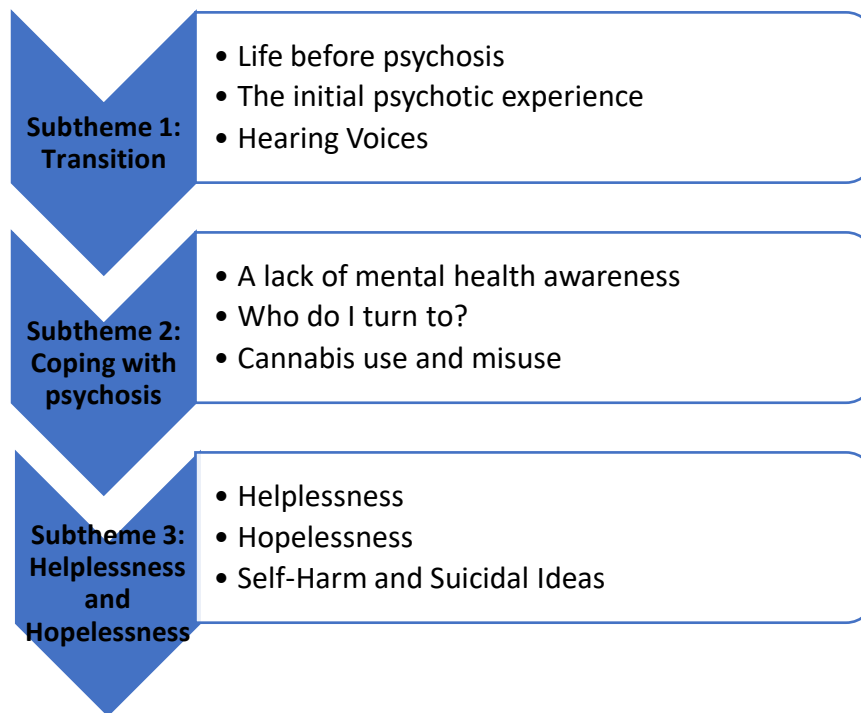 Subtheme 1:
Transition
• Life before psychosis
• The initial psychotic experience
• Hearing Voices
Subtheme 2:
Coping with
psychosis
• A lack of mental health awareness
• Who do I turn to?
• Cannabis use and misuse
Subtheme 3:
Helplessness
and
Hopelessness
• Helplessness
• Hopelessness
• Self-Harm and Suicidal Ideas